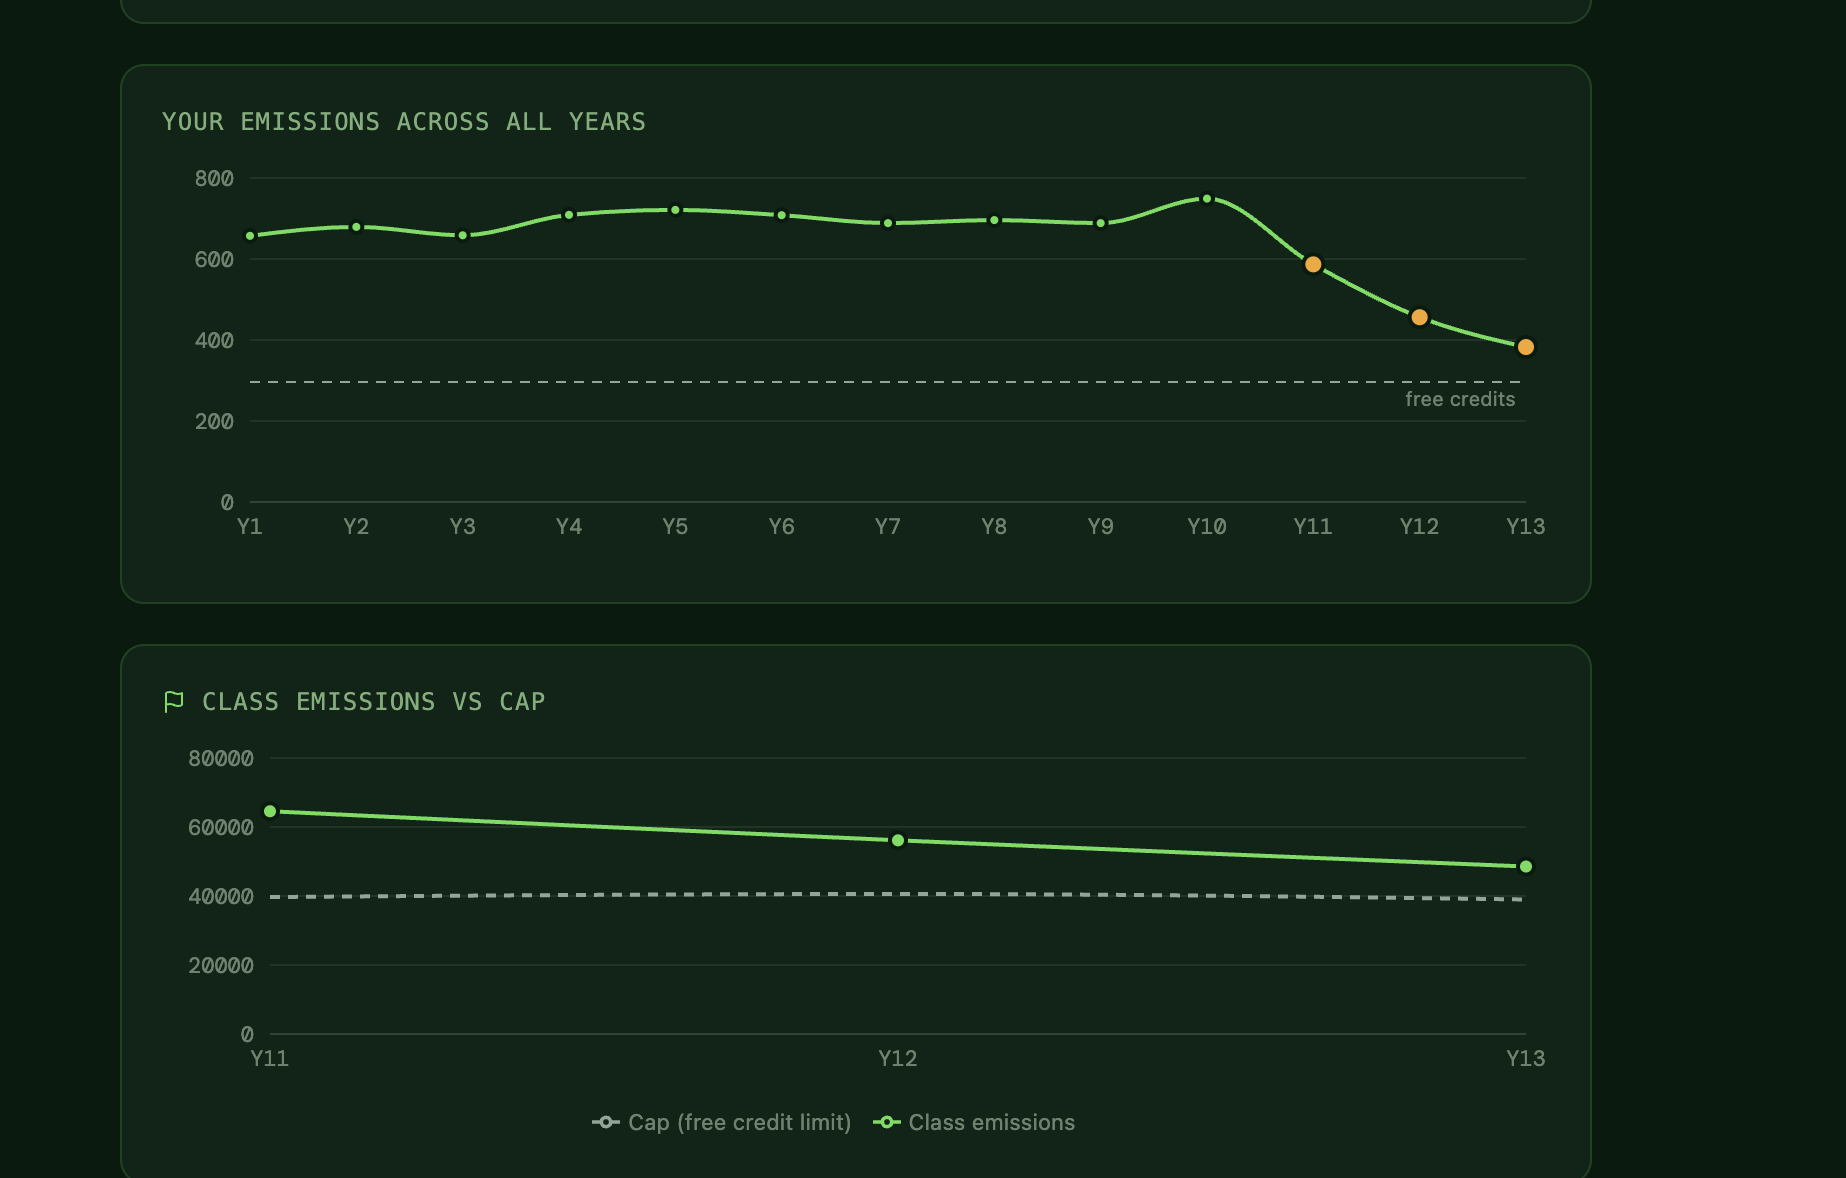 YOUR EMISSIONS ACROSS ALL YEARS
800
600
400
free credits
200
0
Y1 Y2 Y3 Y4 Y5 Y6 Y7 Y8 Y9 Y10 Y11 Y12 Y13
CLASS EMISSIONS VS CAP
80000
60000
40000
20000
0
Y11 Y12 Y13
Cap (free credit limit) Class emissions